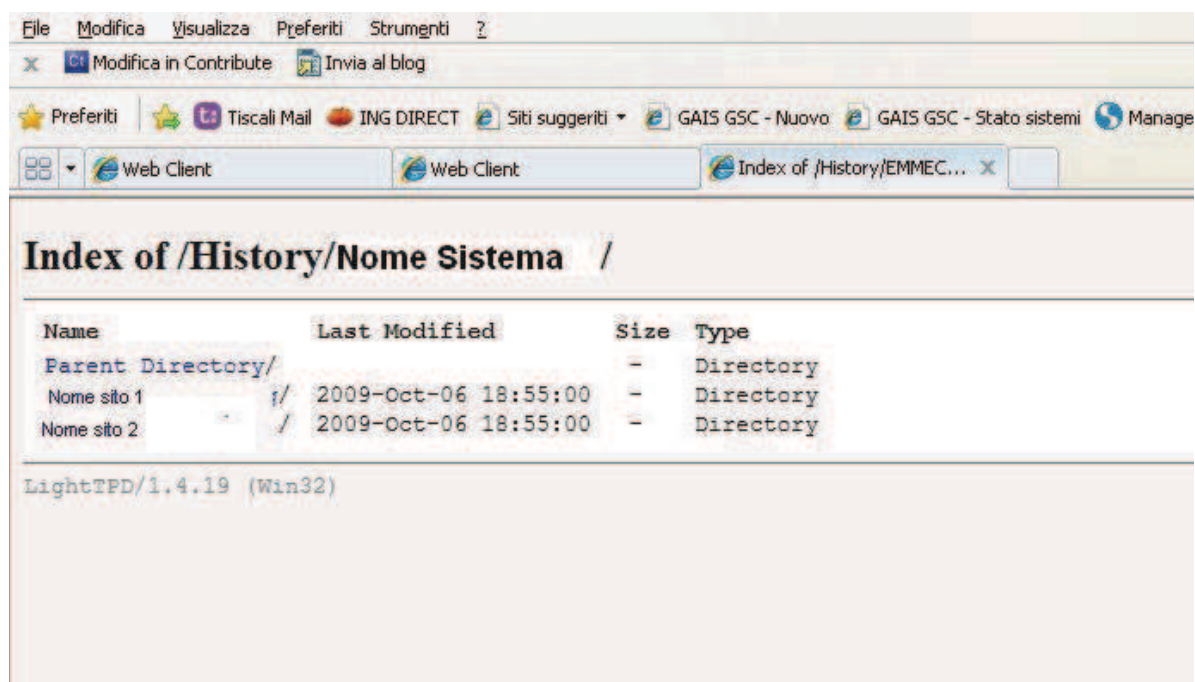 File Modifica Visualizza Preferiti Strumenti ?
x Ct Modifica in Contribute Invia al blog
Preferiti t: Tiscali Mail ING DIRECT Siti suggeriti GAIS GSC - Nuovo GAIS GSC - Stato sistemi Manage
Web Client Web Client Index of /History/EMMEC... x
Index of /History/Nome Sistema /
Name Last Modified Size Type
Parent Directory/ - Directory
Nome sito 1 / 2009-Oct-06 18:55:00 - Directory
Nome sito 2 / 2009-Oct-06 18:55:00 - Directory
LightTPD/1.4.19 (Win32)